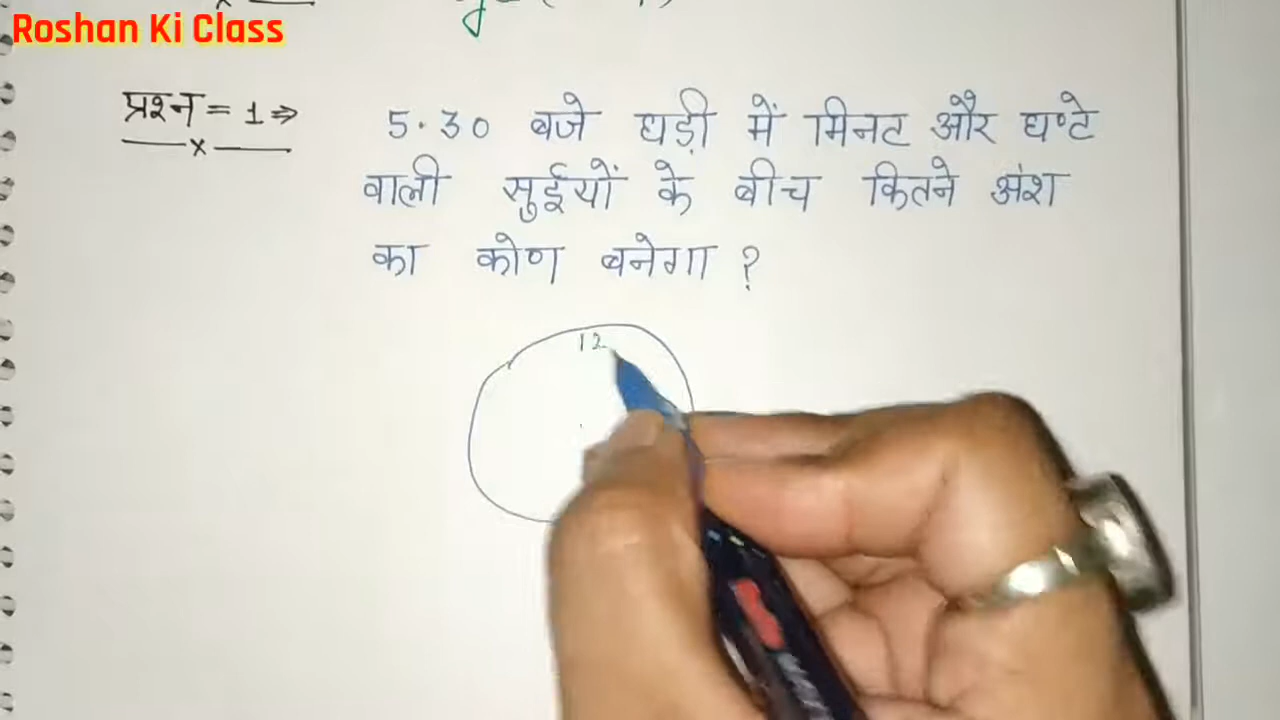 Roshan Ki Class
प्रश्न = 1 ⇒ 5.30 बजे घड़ी में मिनट और घण्टे
वाली सुईयों के बीच कितने अंश
का कोण बनेगा ?
12